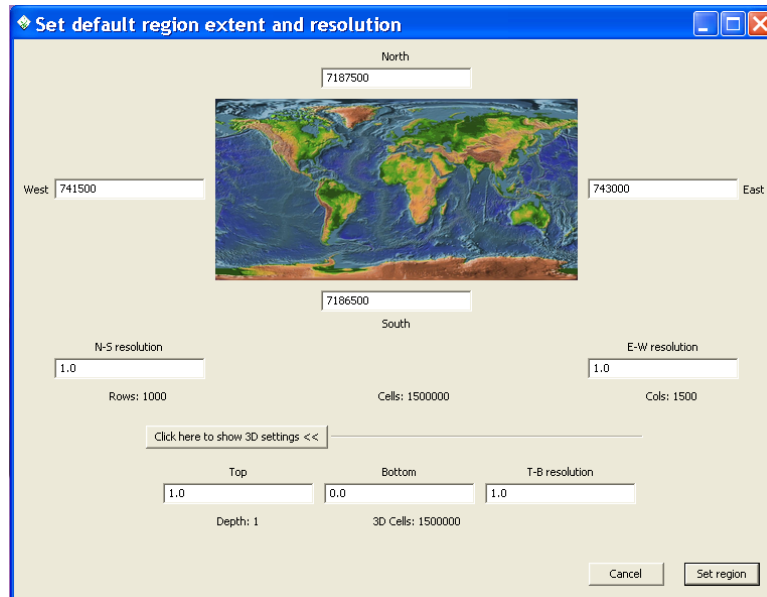 Set default region extent and resolution
North
7187500
West 741500 743000 East
7186500
South
N-S resolution E-W resolution
1.0 1.0
Rows: 1000 Cells: 1500000 Cols: 1500
Click here to show 3D settings <<
Top Bottom T-B resolution
1.0 0.0 1.0
Depth: 1 3D Cells: 1500000
Cancel Set region